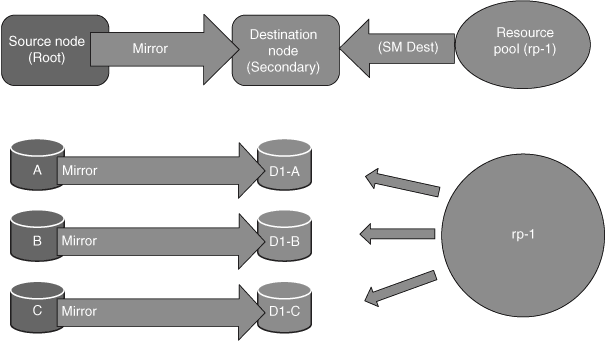 Source node
(Root)
Mirror
Destination
node
(Secondary)
(SM Dest)
Resource
pool (rp-1)
A
Mirror
D1-A
B
Mirror
D1-B
rp-1
C
Mirror
D1-C